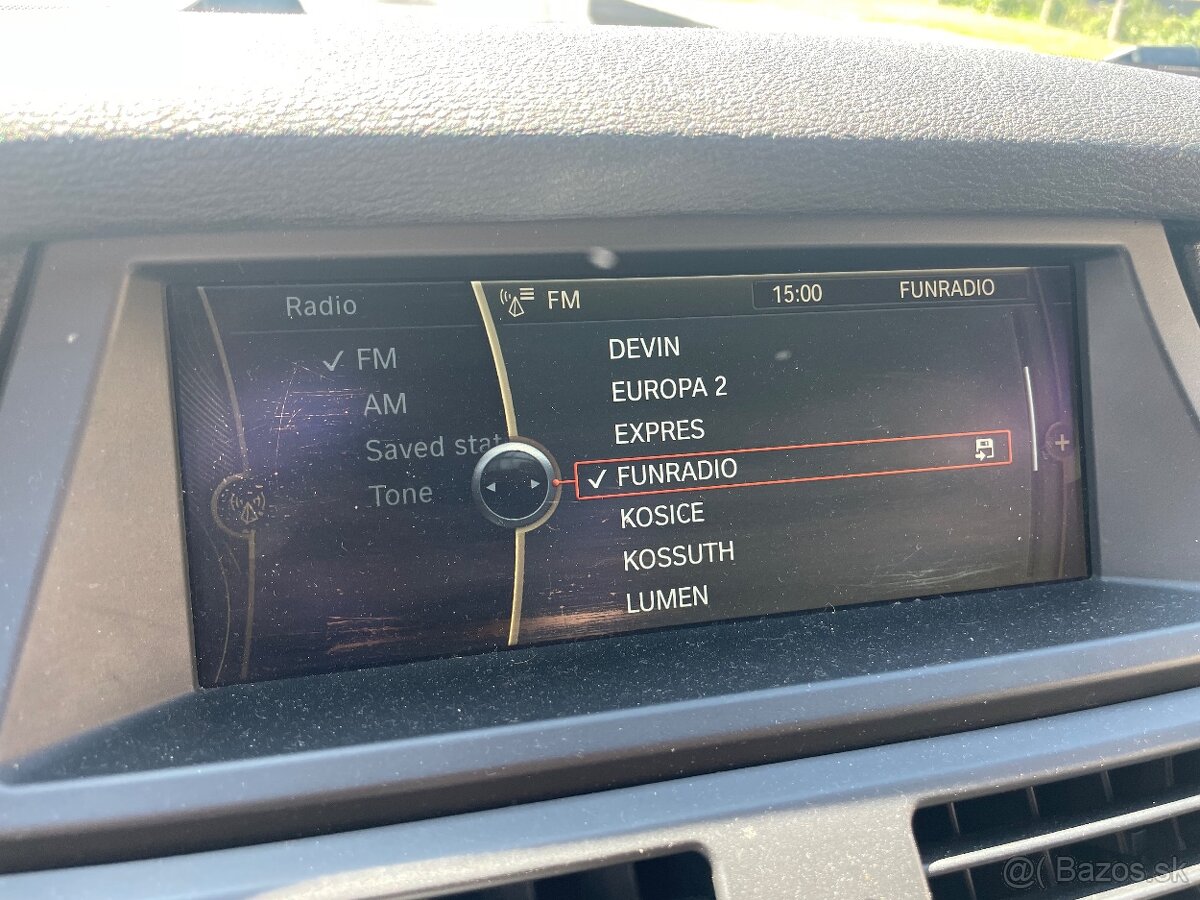 Radio
FM
AM
Saved stat
Tone
FM
15:00
FUNRADIO
DEVIN
EUROPA 2
EXPRES
FUNRADIO
KOSICE
KOSSUTH
LUMEN
@( Bazos.sk